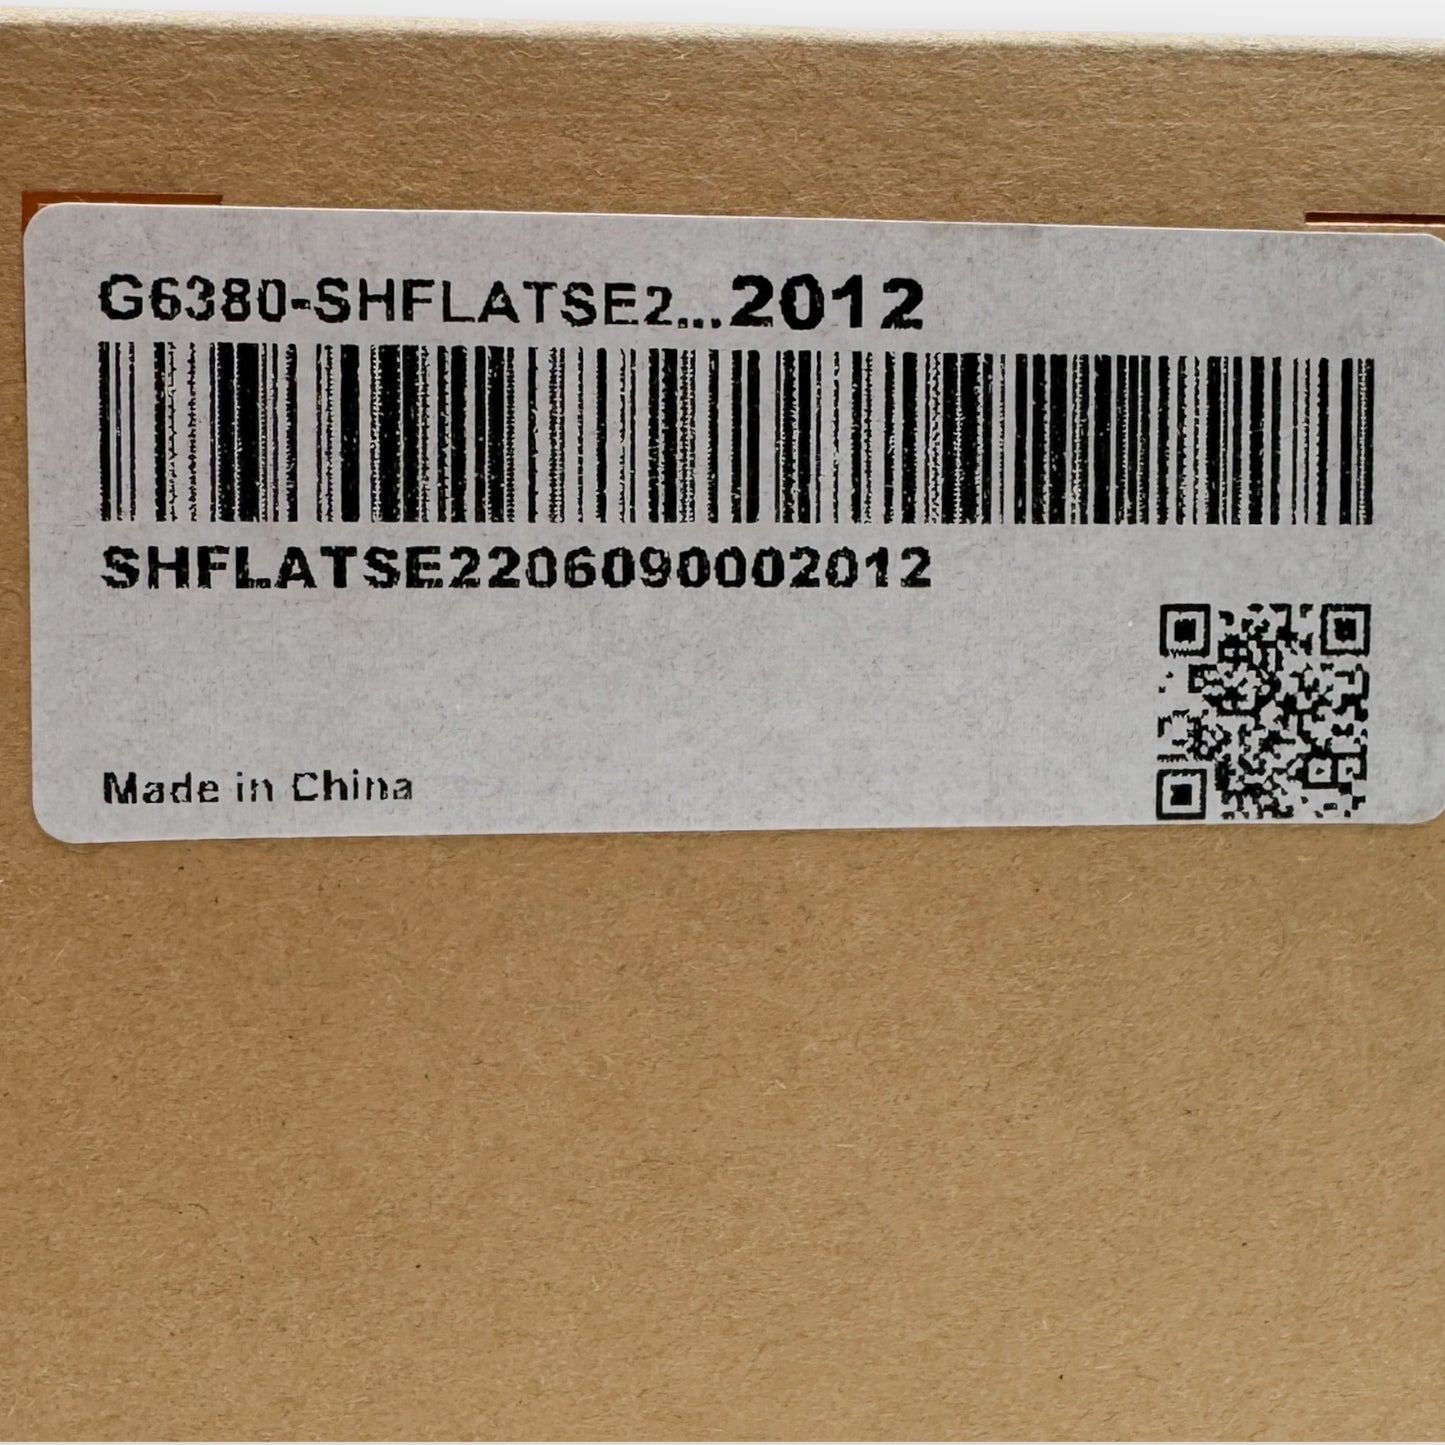 G6380-SHFLATSE2...2012
SHFLATSE2206090002012
Made in China